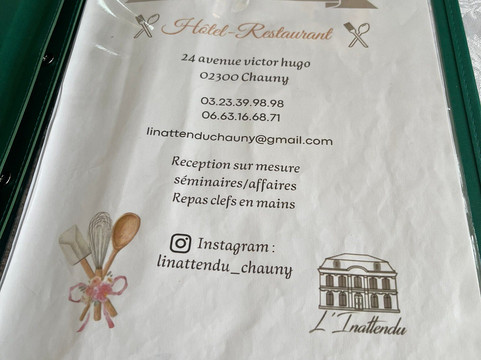 Hôtel-Restaurant
24 avenue victor hugo
02300 Chauny
03.23.39.98.98
06.63.16.68.71
linattenduchauny@gmail.com
Reception sur mesure
séminaires/affaires
Repas clefs en mains
Instagram :
linattendu_chauny
L'Inattendu